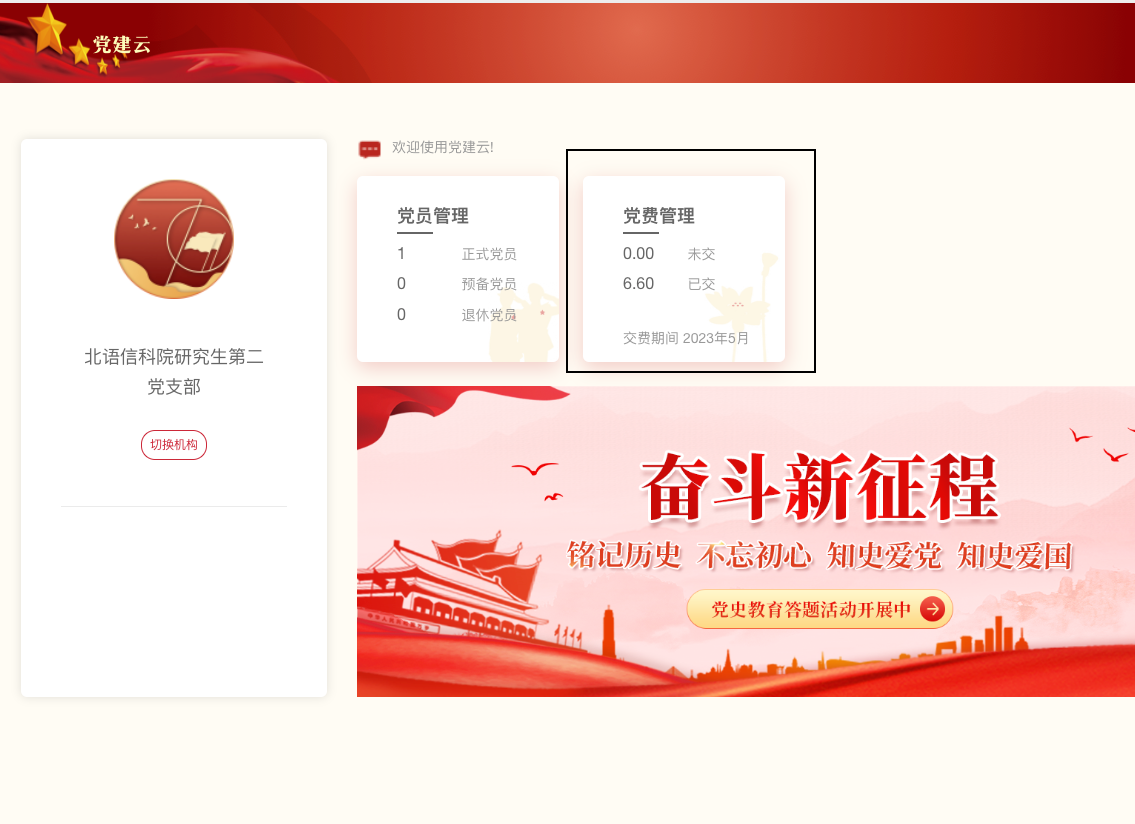 党建云
欢迎使用党建云!
北语信科院研究生第二
党支部
切换机构
党员管理
1 正式党员
0 预备党员
0 退休党员
党费管理
0.00 未交
6.60 已交
交费期间 2023年5月
奋斗新征程
铭记历史 不忘初心 知史爱党 知史爱国
党史教育答题活动开展中